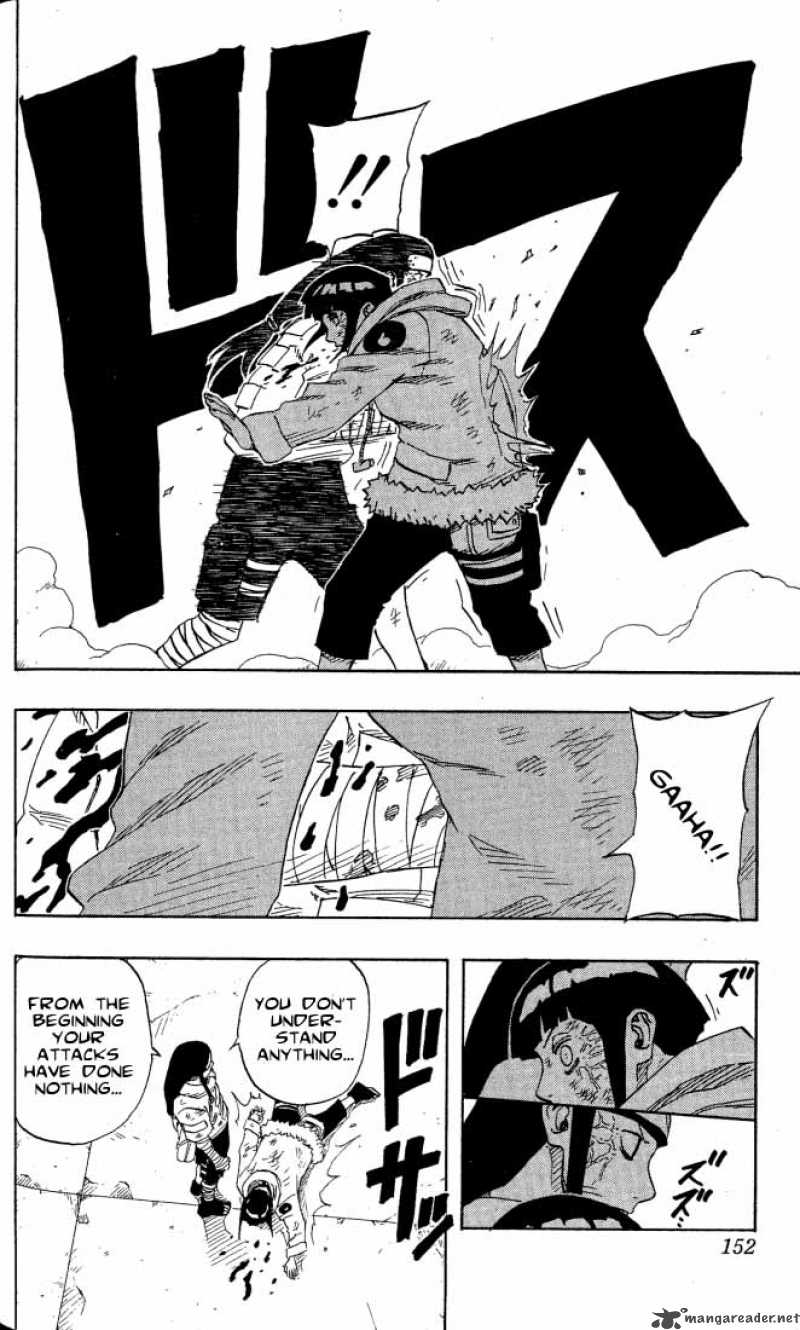 ドス
!!
GAAHA!!
ズ
ズ
ズ
ドサッ
YOU DON'T
UNDER-
STAND
ANYTHING...
FROM THE
BEGINNING
YOUR
ATTACKS
HAVE DONE
NOTHING...
152
mangareader.net